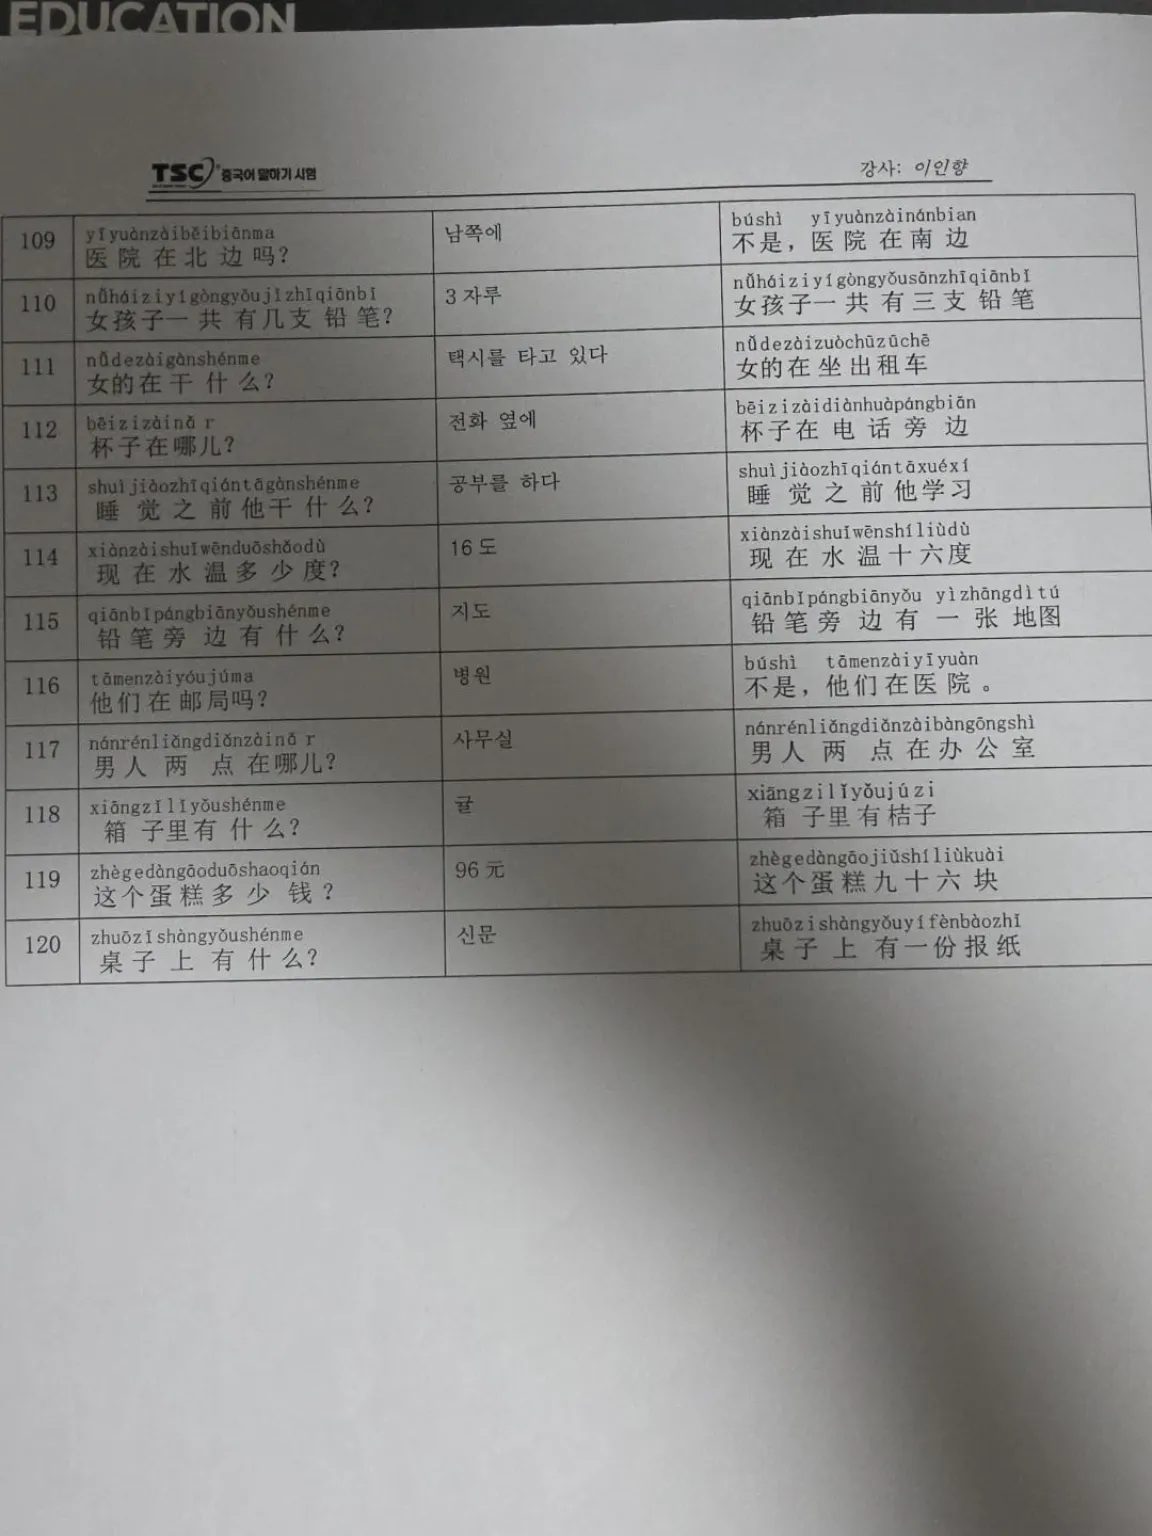 EDUCATION
TSC 중국어 말하기 시험
강사: 이인향
109
yīyuànzàiběibiānma
医院在北边吗?
남쪽에
búshì yīyuànzàinánbian
不是，医院在南边
110
nǚháiziyígòngyǒujǐzhīqiānbǐ
女孩子一共有几支铅笔?
3 자루
nǚháiziyígòngyǒusānzhīqiānbǐ
女孩子一共有三支铅笔
111
nǚdezàigànshénme
女的在干什么?
택시를 타고 있다
nǚdezàizuòchūzūchē
女的在坐出租车
112
bēizizàinǎ r
杯子在哪儿?
전화 옆에
bēizizàidiànhuàpángbiān
杯子在电话旁边
113
shuìjiàozhīqiántāgànshénme
睡觉之前他干什么?
공부를 하다
shuìjiàozhīqiántāxuéxí
睡觉之前他学习
114
xiànzàishuǐwēnduōshǎodù
现在水温多少度?
16 도
xiànzàishuǐwēnshíliùdù
现在水温十六度
115
qiānbǐpángbiānyǒushénme
铅笔旁边有什么?
지도
qiānbǐpángbiānyǒu yìzhāngdìtú
铅笔旁边有一张地图
116
tāmenzàiyóujúma
他们在邮局吗?
병원
búshì tāmenzàiyīyuàn
不是，他们在医院。
117
nánrénliǎngdiǎnzàinǎ r
男人两点在哪儿?
사무실
nánrénliǎngdiǎnzàibàngōngshì
男人两点在办公室
118
xiāngzǐlǐyǒushénme
箱子里有什么?
귤
xiāngzilǐyǒujúzi
箱子里有桔子
119
zhègedàngāoduōshaoqián
这个蛋糕多少钱?
96 元
zhègedàngāojiǔshíliùkuài
这个蛋糕九十六块
120
zhuōzǐshàngyǒushénme
桌子上有什么?
신문
zhuōzishàngyǒuyífènbàozhǐ
桌子上有一份报纸